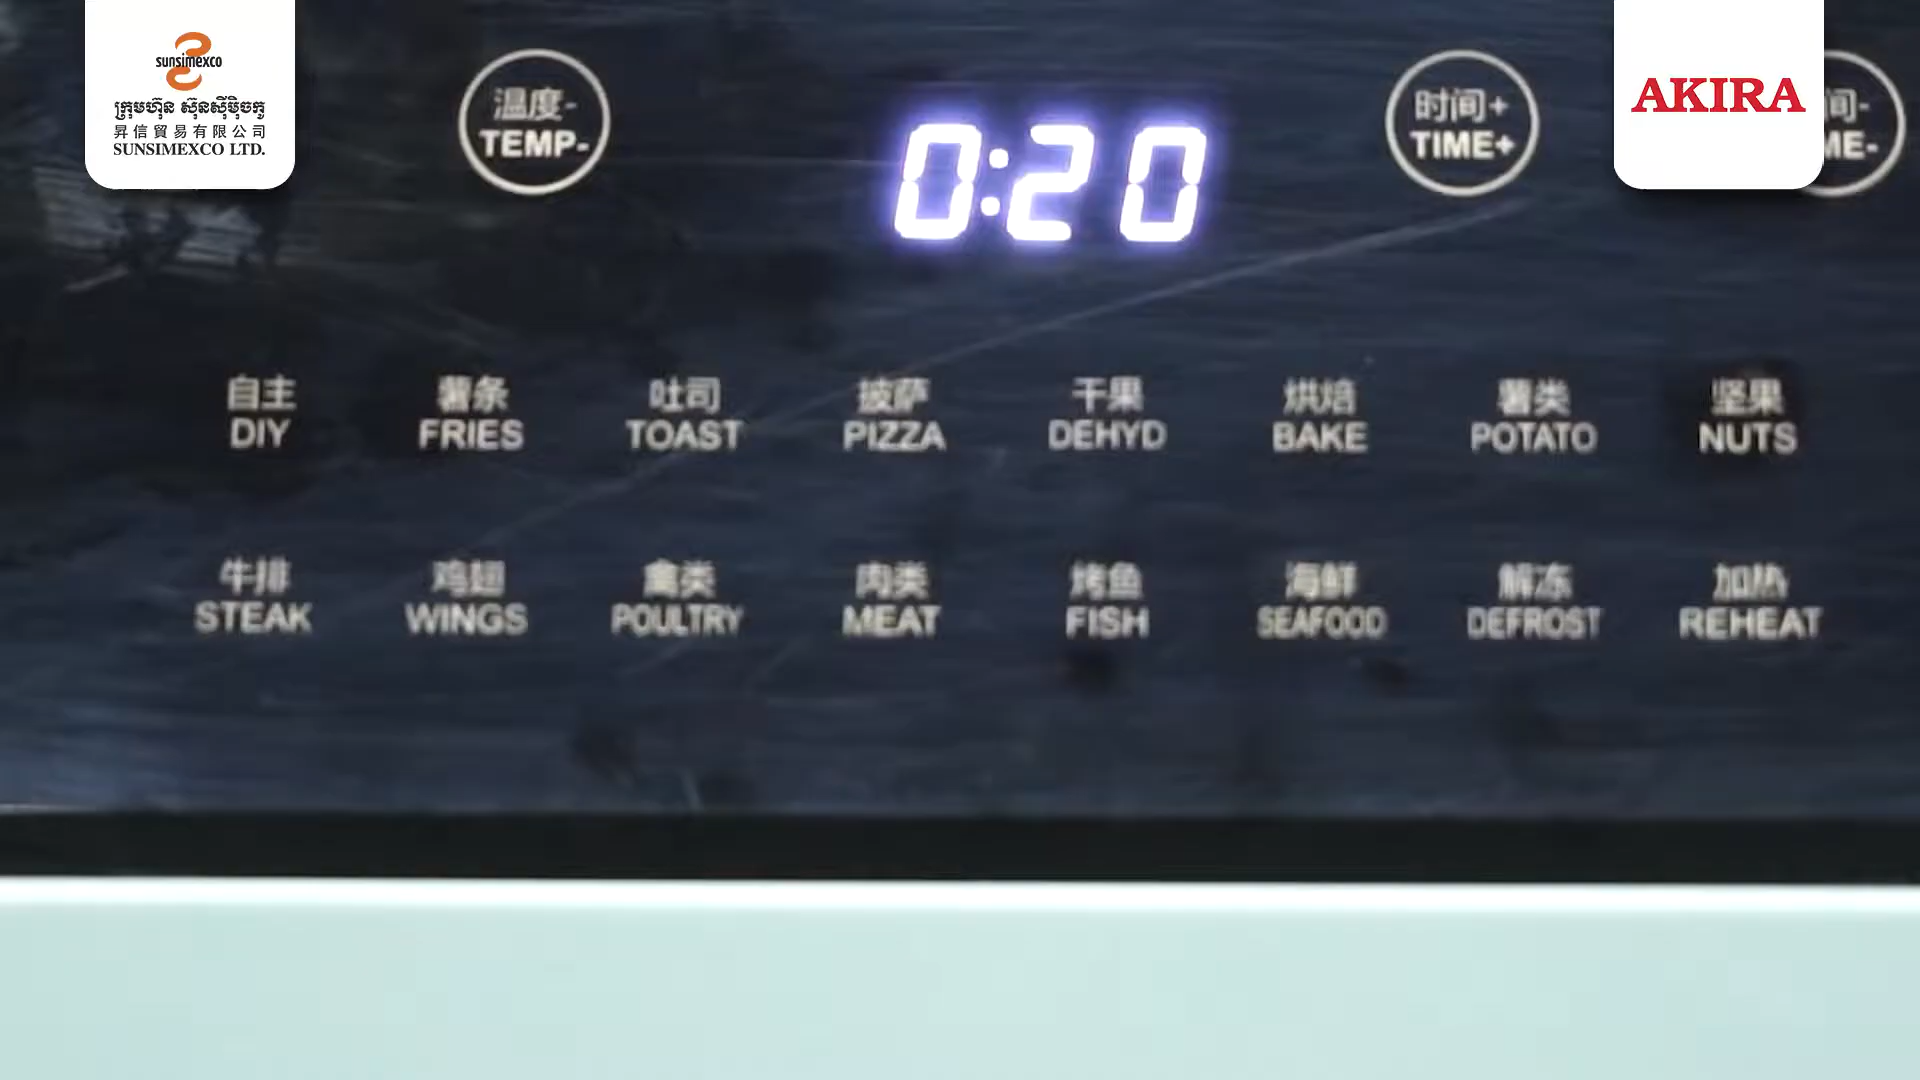 sunsimexco
ក្រុមហ៊ុន ស៊ុនស៊ីម៉ិចកូ
昇信貿易有限公司
SUNSIMEXCO LTD.
温度-
TEMP-
0:20
时间+
TIME+
AKIRA
间-
ME-
自主 薯条 吐司 披萨 干果 烘焙 薯类 坚果
DIY FRIES TOAST PIZZA DEHYD BAKE POTATO NUTS
牛排 鸡翅 禽类 肉类 烤鱼 海鲜 解冻 加热
STEAK WINGS POULTRY MEAT FISH SEAFOOD DEFROST REHEAT